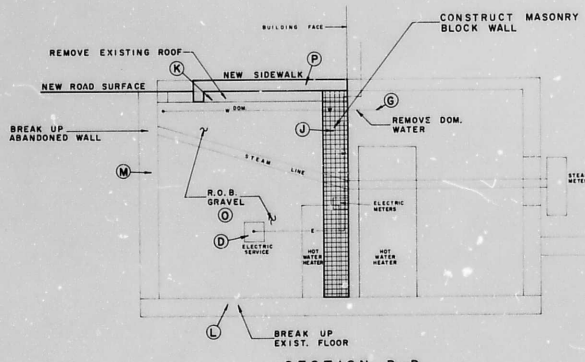 BUILDING FACE
CONSTRUCT MASONRY
BLOCK WALL
REMOVE EXISTING ROOF
P
NEW SIDEWALK
K
NEW ROAD SURFACE
G
W DOM.
W
J
REMOVE DOM.
WATER
BREAK UP
ABANDONED WALL
STEAM LINE
M
STEAM
METER
R.O.B.
GRAVEL
ELECTRIC
METERS
O
D
E
ELECTRIC
SERVICE
HOT
WATER
HEATER
HOT
WATER
HEATER
L
BREAK UP
EXIST. FLOOR